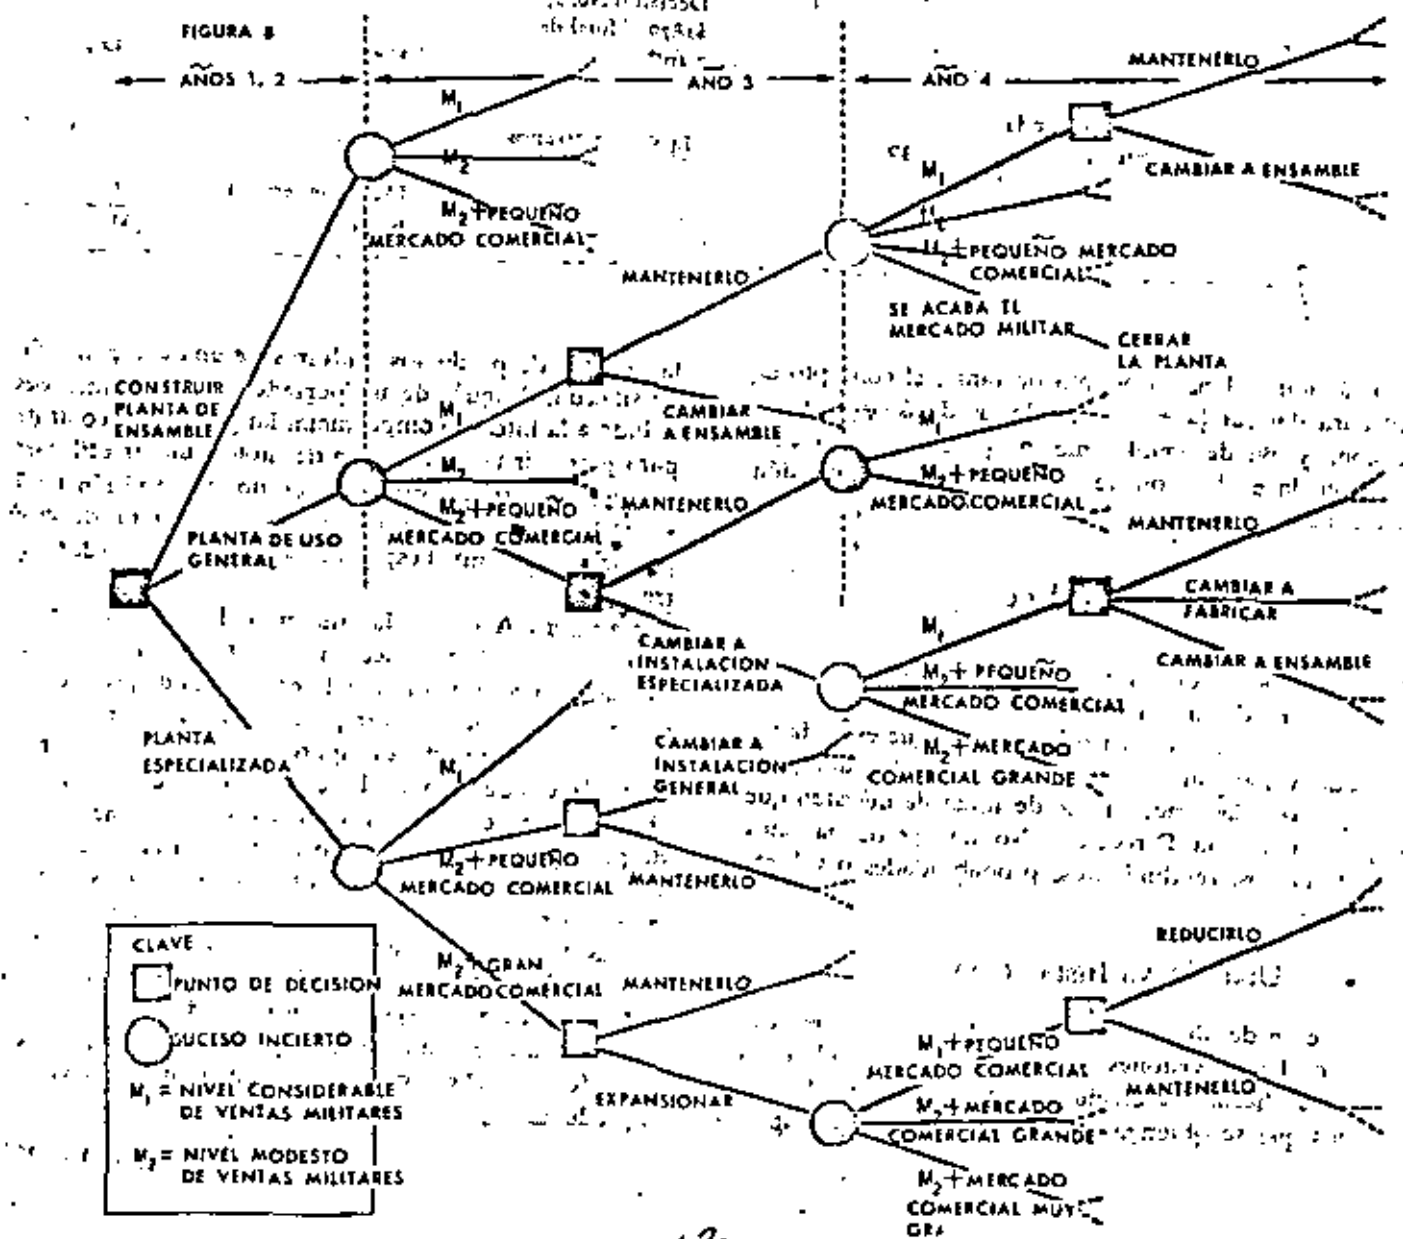 FIGURA 8
AÑOS 1, 2
AÑO 3
AÑO 4
M₁
M₂
M₂ + PEQUEÑO
MERCADO COMERCIAL
CONSTRUIR
PLANTA DE
ENSAMBLE
PLANTA DE USO
GENERAL
PLANTA
ESPECIALIZADA
M₁
M₂
M₂ + PEQUEÑO
MERCADO COMERCIAL
MANTENERLO
CAMBIAR
A ENSAMBLE
MANTENERLO
CAMBIAR A
INSTALACION
ESPECIALIZADA
M₁
M₂ + PEQUEÑO
MERCADO COMERCIAL
M₂ + GRAN
MERCADO COMERCIAL
CAMBIAR A
INSTALACION
GENERAL
MANTENERLO
MANTENERLO
EXPANSIONAR
M₁
+ PEQUEÑO MERCADO
COMERCIAL
SE ACABA EL
MERCADO MILITAR
CERRAR
LA PLANTA
MANTENERLO
CAMBIAR A ENSAMBLE
M₁
M₂ + PEQUEÑO
MERCADO COMERCIAL
M₁
M₂ + PEQUEÑO
MERCADO COMERCIAL
M₂ + MERCADO
COMERCIAL GRANDE
MANTENERLO
CAMBIAR A
FABRICAR
CAMBIAR A ENSAMBLE
M₁ + PEQUEÑO
MERCADO COMERCIAL
M₂ + MERCADO
COMERCIAL GRANDE
M₂ + MERCADO
COMERCIAL MUY
REDUCIRLO
MANTENERLO
CLAVE
PUNTO DE DECISION
SUCESO INCIERTO
M₁ = NIVEL CONSIDERABLE
DE VENTAS MILITARES
M₂ = NIVEL MODESTO
DE VENTAS MILITARES